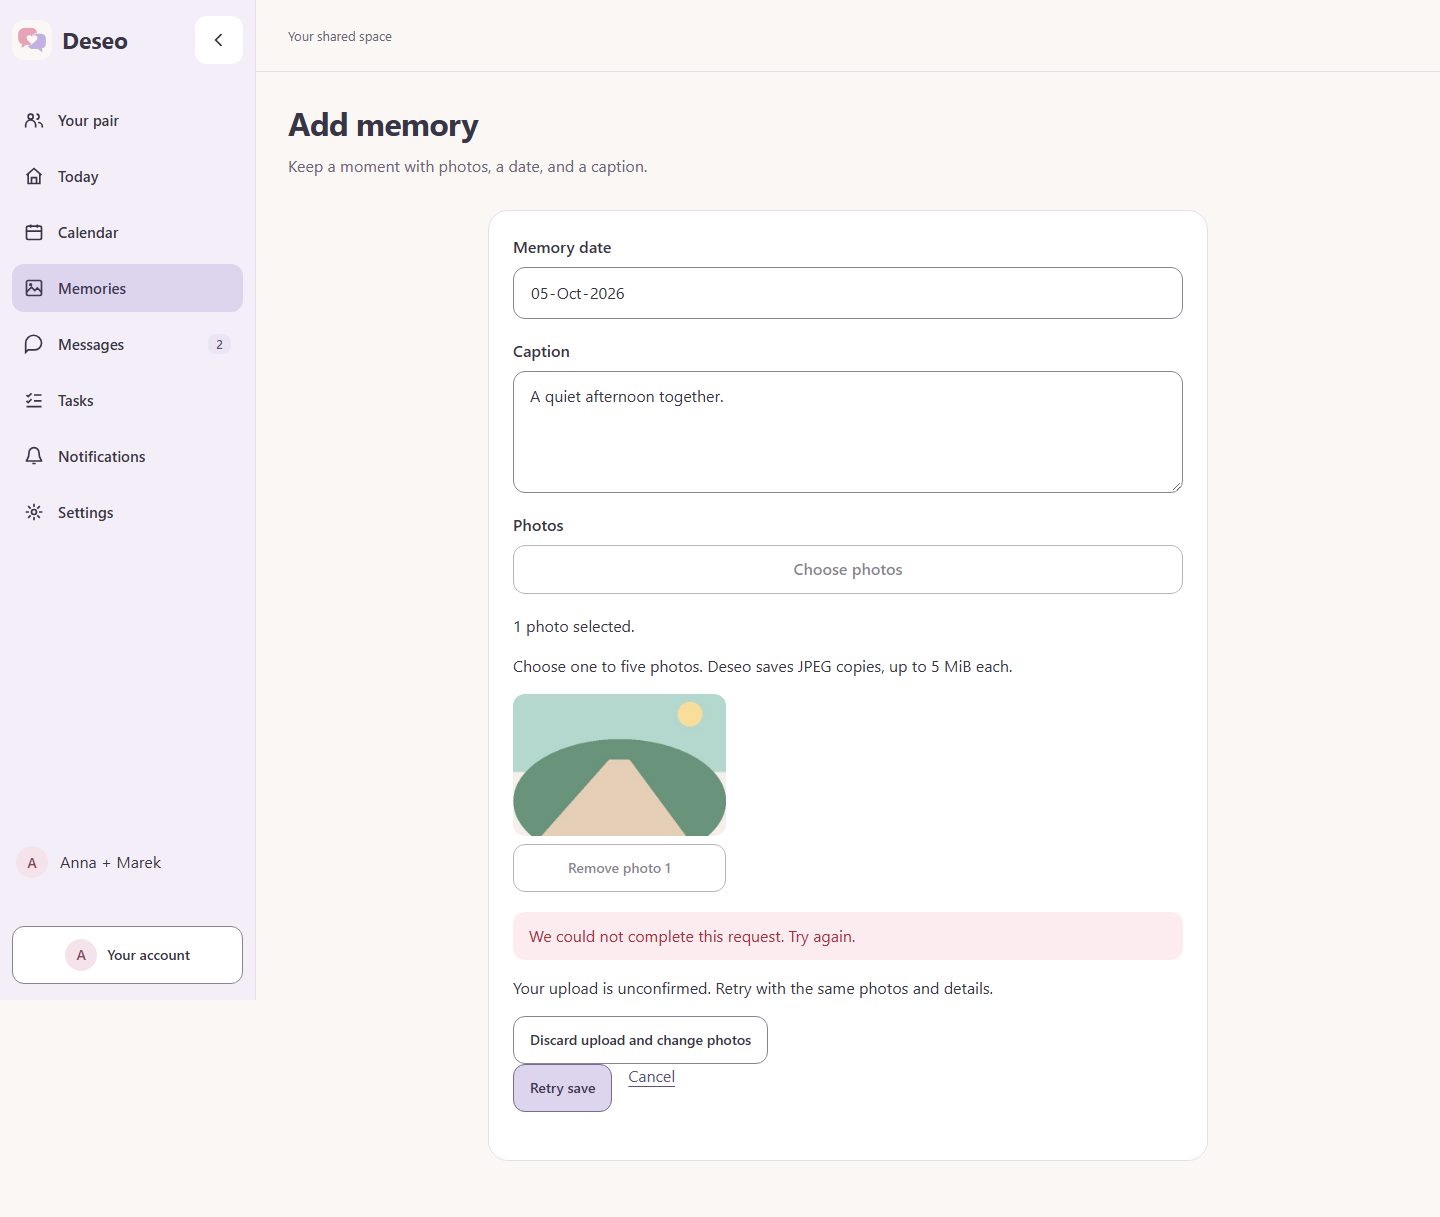 Deseo
Your pair
Today
Calendar
Memories
Messages 2
Tasks
Notifications
Settings
A Anna + Marek
A Your account
Your shared space
Add memory
Keep a moment with photos, a date, and a caption.
Memory date
05-Oct-2026
Caption
A quiet afternoon together.
Photos
Choose photos
1 photo selected.
Choose one to five photos. Deseo saves JPEG copies, up to 5 MiB each.
Remove photo 1
We could not complete this request. Try again.
Your upload is unconfirmed. Retry with the same photos and details.
Discard upload and change photos
Retry save Cancel